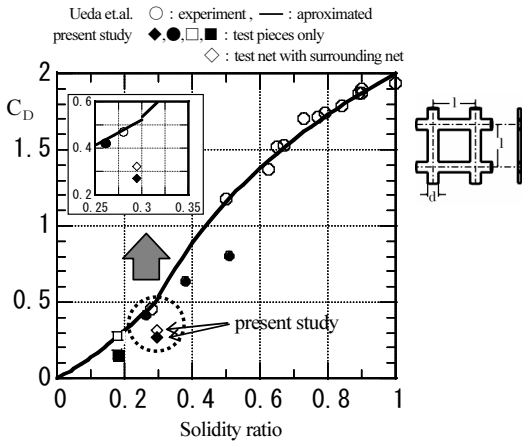 Ueda et.al. ○ : experiment , — : aproximated
present study ◆,●,□,■ : test pieces only
◇ : test net with surrounding net
2
C_D
0.6
1.5
0.4
l
0.2
0.25 0.3 0.35
l
1
d
0.5
present study
0
0 0.2 0.4 0.6 0.8 1
Solidity ratio